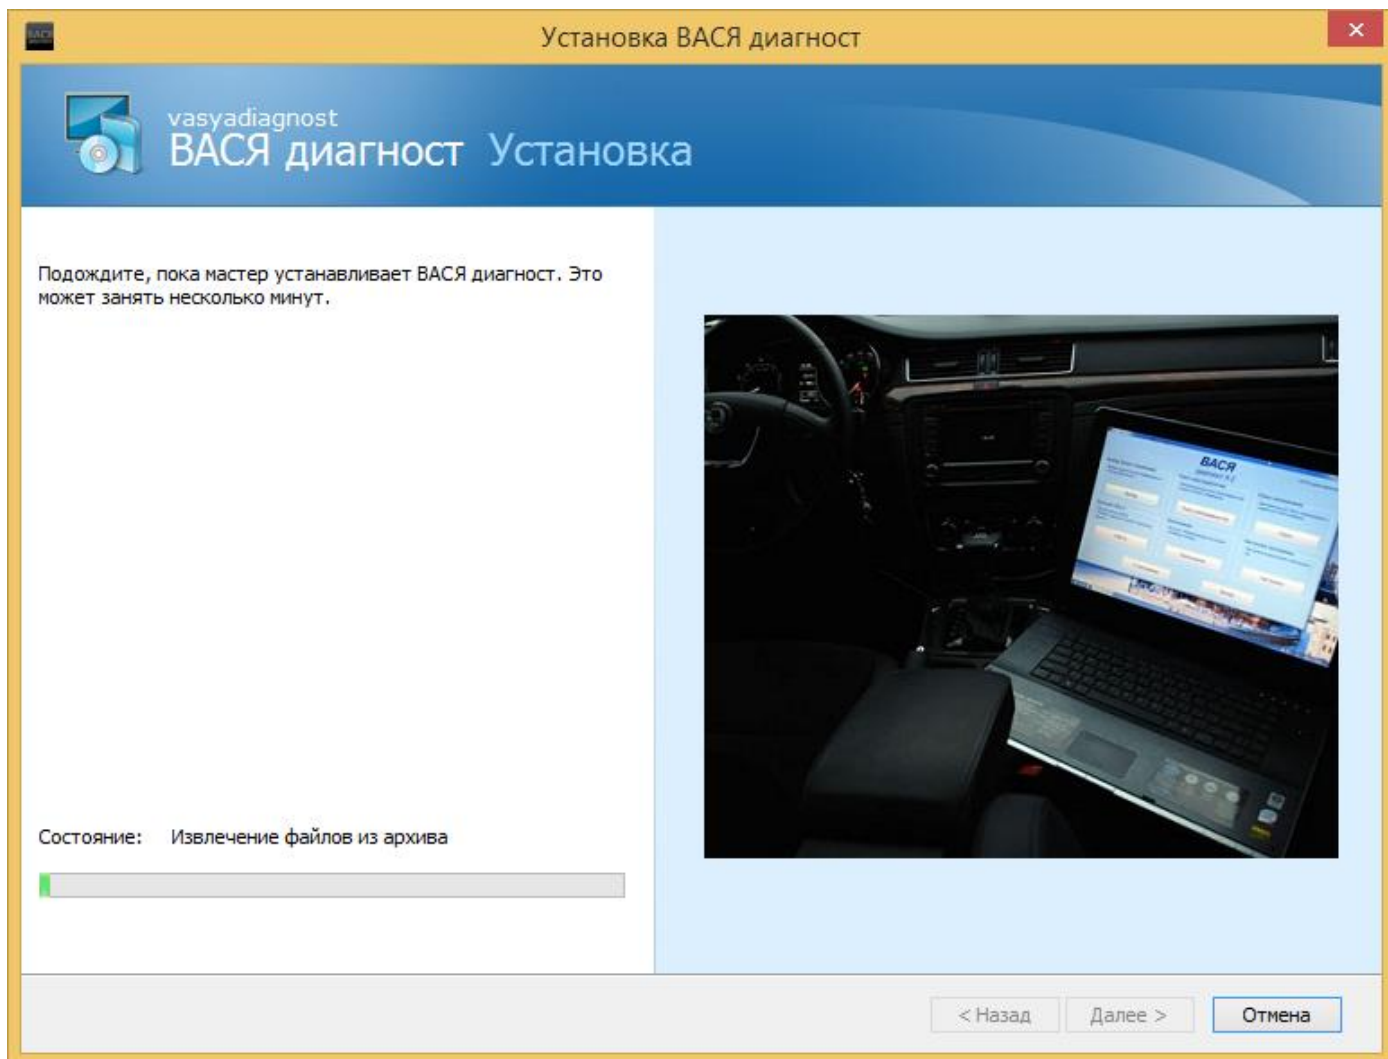 Установка ВАСЯ диагност
vasyadiagnost
ВАСЯ диагност Установка
Подождите, пока мастер устанавливает ВАСЯ диагност. Это
может занять несколько минут.
ВАСЯ
Состояние: Извлечение файлов из архива
< Назад Далее > Отмена